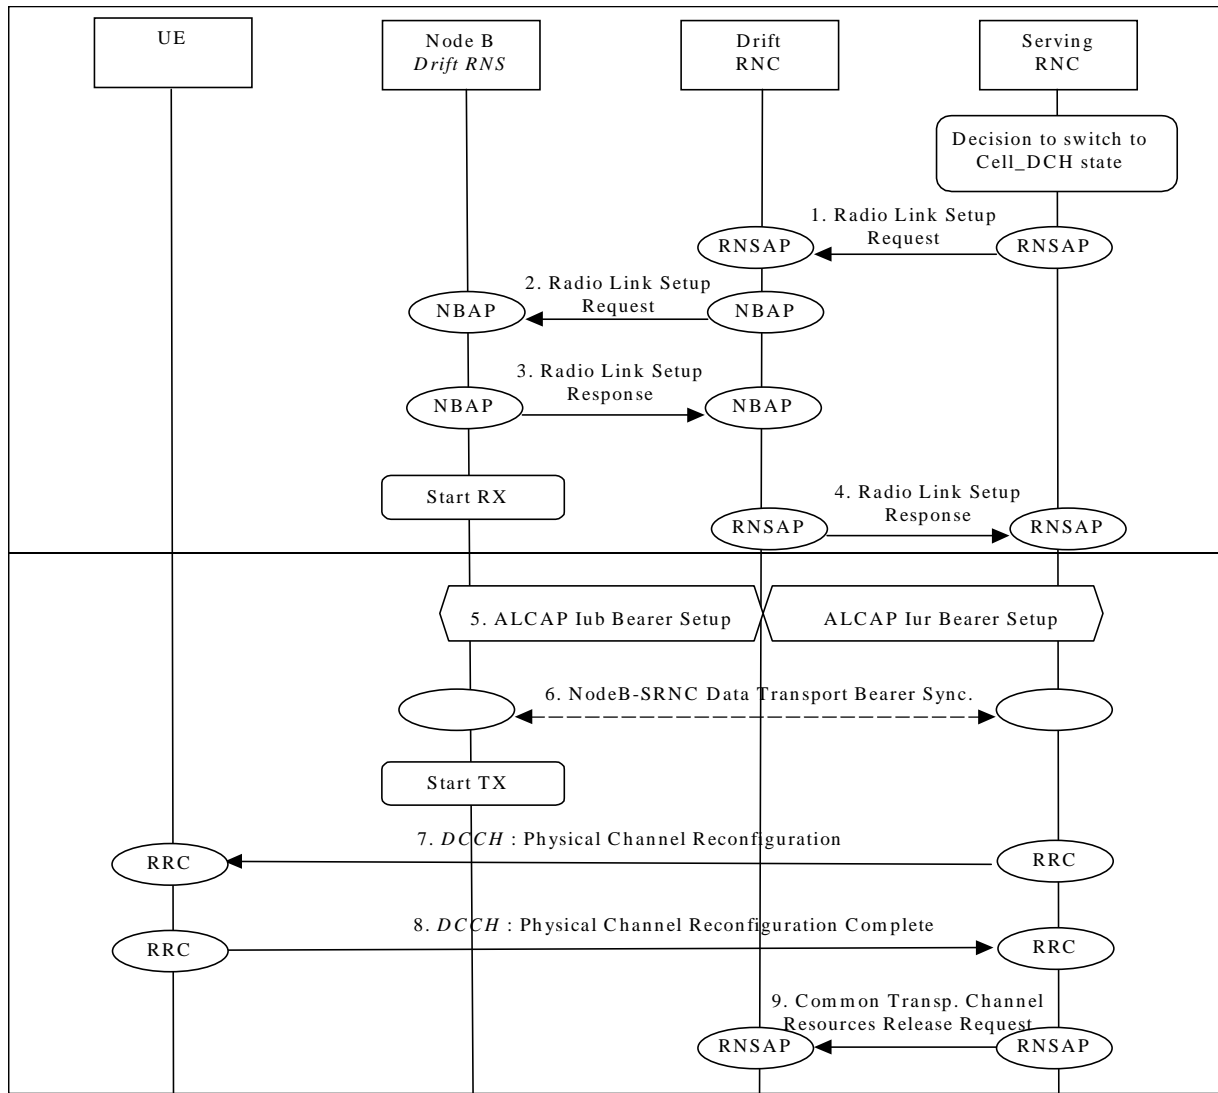 UE
Node B
Drift RNS
Drift
RNC
Serving
RNC
Decision to switch to
Cell_DCH state
1. Radio Link Setup
Request
RNSAP
RNSAP
2. Radio Link Setup
Request
NBAP
NBAP
3. Radio Link Setup
Response
NBAP
NBAP
Start RX
4. Radio Link Setup
Response
RNSAP
RNSAP
5. ALCAP Iub Bearer Setup
ALCAP Iur Bearer Setup
6. NodeB-SRNC Data Transport Bearer Sync.
Start TX
7. DCCH : Physical Channel Reconfiguration
RRC
RRC
8. DCCH : Physical Channel Reconfiguration Complete
RRC
RRC
9. Common Transp. Channel
Resources Release Request
RNSAP
RNSAP